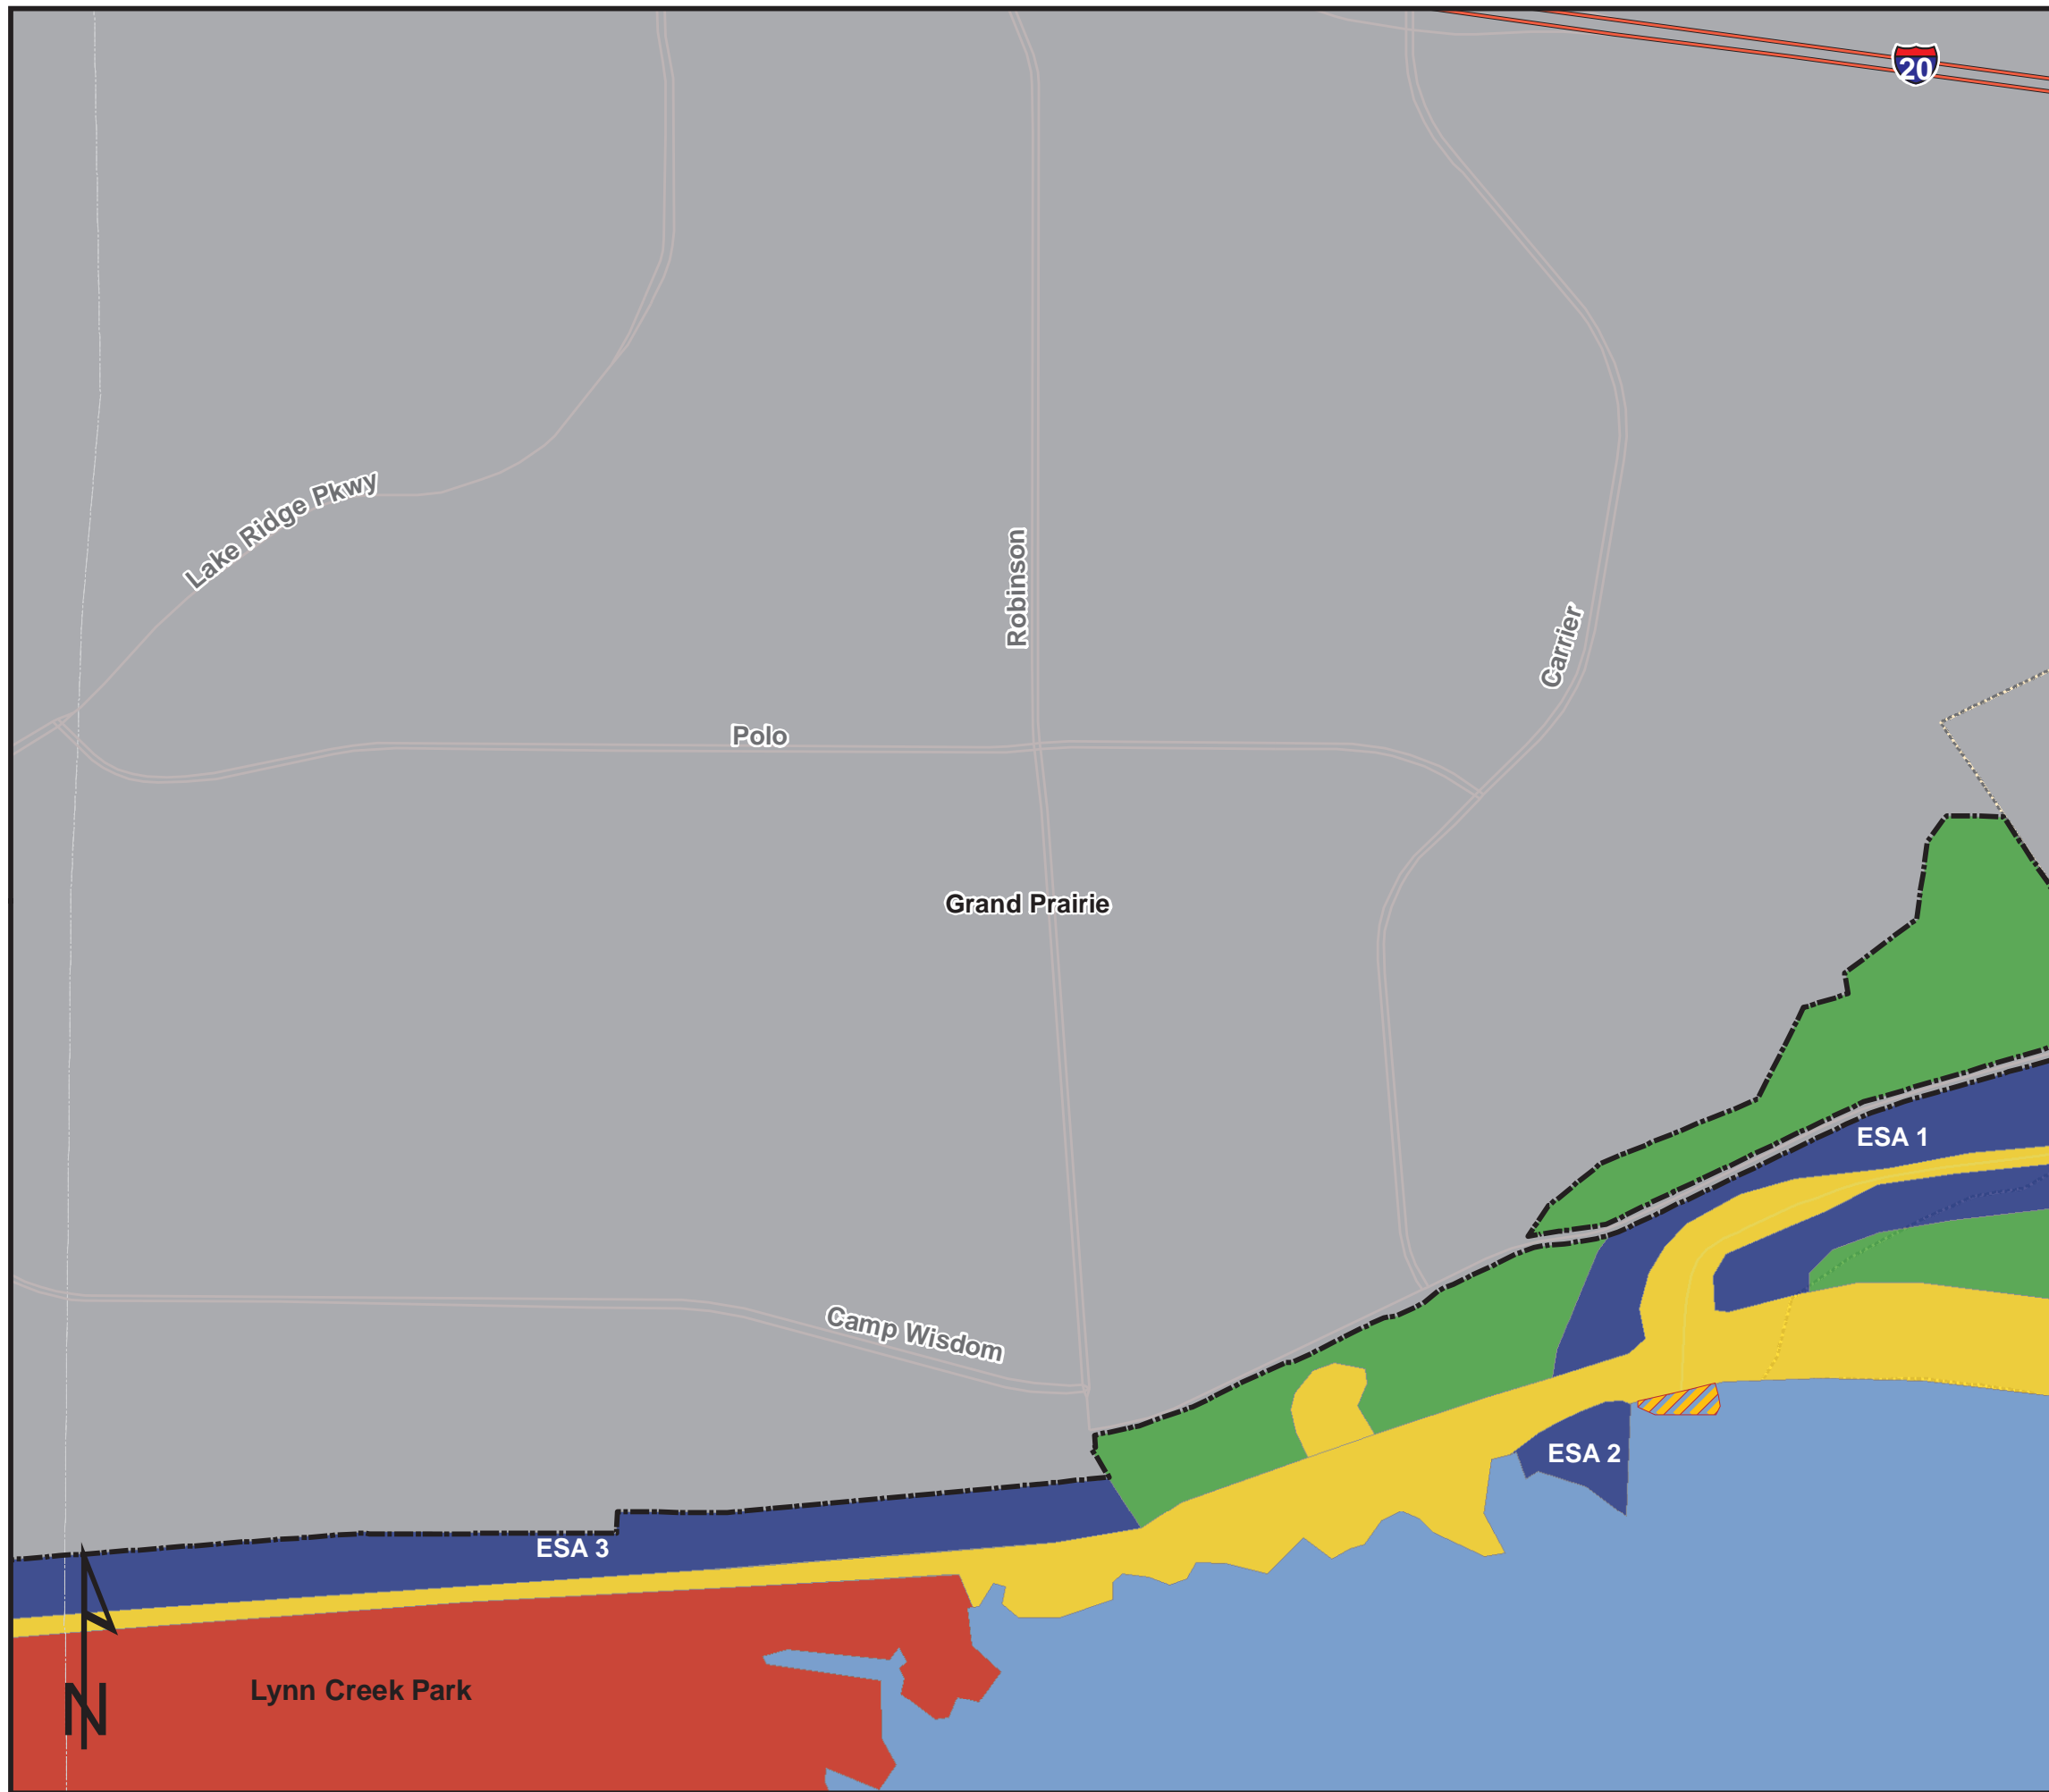 20
Lake Ridge Pkwy
Robinson
Carrier
Polo
Grand Prairie
ESA 1
Camp Wisdom
ESA 2
ESA 3
Lynn Creek Park
N